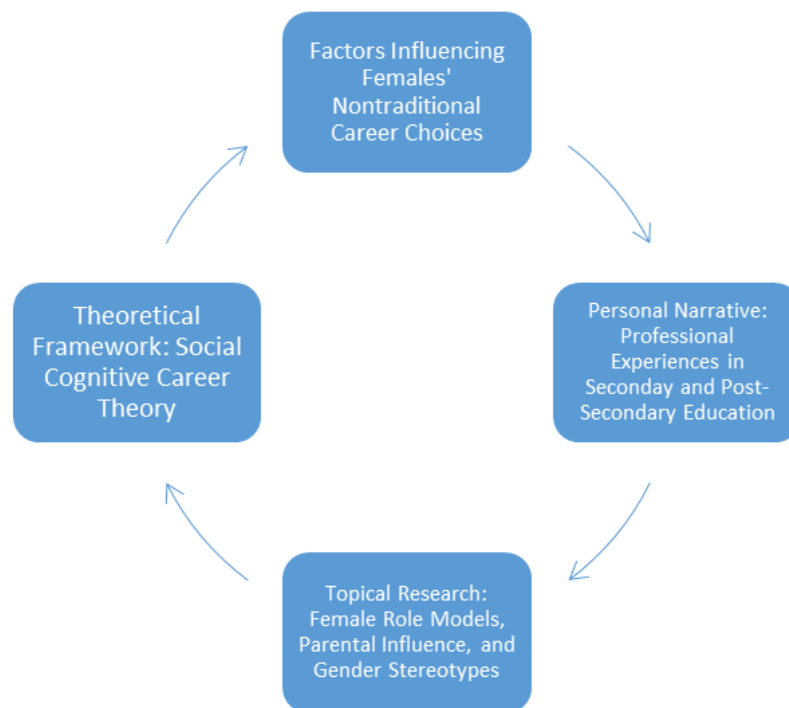 Factors Influencing
Females'
Nontraditional
Career Choices
Theoretical
Framework: Social
Cognitive Career
Theory
Personal Narrative:
Professional
Experiences in
Seconday and Post-
Secondary Education
Topical Research:
Female Role Models,
Parental Influence, and
Gender Stereotypes